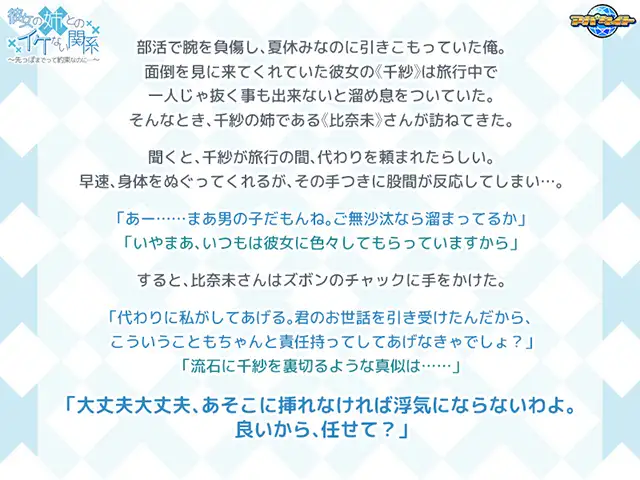 彼女の姉との
イケない関係
～先っぽまでって約束なのに…～
アパダ�ライト
部活で腕を負傷し、夏休みなのに引きこもっていた俺。
面倒を見に来てくれていた彼女の《千紗》は旅行中で
一人じゃ抜く事も出来ないと溜め息をついていた。
そんなとき、千紗の姉である《比奈未》さんが訪ねてきた。
聞くと、千紗が旅行の間、代わりを頼まれたらしい。
早速、身体をぬぐってくれるが、その手つきに股間が反応してしまい…。
「あー……まあ男の子だもんね。ご無沙汰なら溜まってるか」
「いやまあ、いつもは彼女に色々してもらっていますから」
すると、比奈未さんはズボンのチャックに手をかけた。
「代わりに私がしてあげる。君のお世話を引き受けたんだから、
こういうこともちゃんと責任持ってしてあげなきゃでしょ？」
「流石に千紗を裏切るような真似は……」
「大丈夫大丈夫、あそこに挿れなければ浮気にならないわよ。
良いから、任せて？」